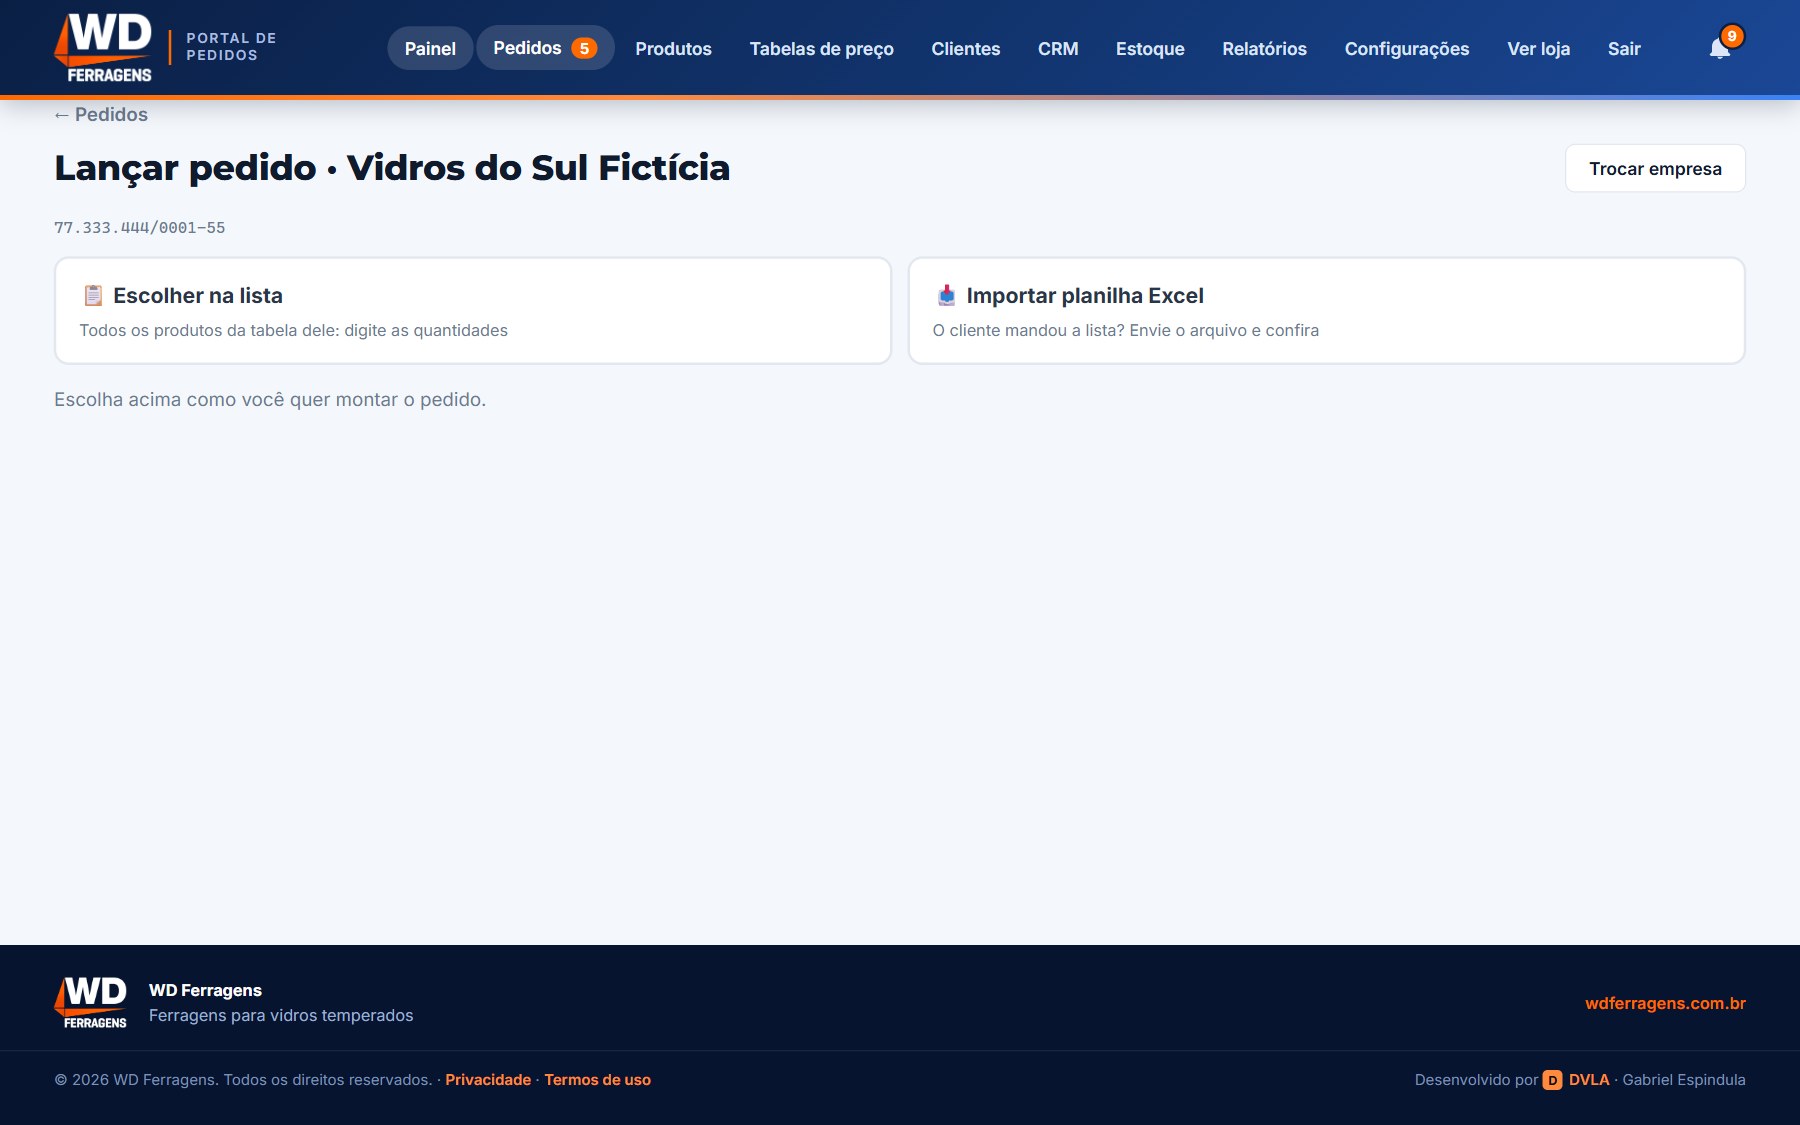 WD
FERRAGENS
PORTAL DE
PEDIDOS
Painel
Pedidos 5
Produtos
Tabelas de preço
Clientes
CRM
Estoque
Relatórios
Configurações
Ver loja
Sair
9
← Pedidos
Lançar pedido · Vidros do Sul Fictícia
Trocar empresa
77.333.444/0001-55
Escolher na lista
Todos os produtos da tabela dele: digite as quantidades
Importar planilha Excel
O cliente mandou a lista? Envie o arquivo e confira
Escolha acima como você quer montar o pedido.
WD
FERRAGENS
WD Ferragens
Ferragens para vidros temperados
wdferragens.com.br
© 2026 WD Ferragens. Todos os direitos reservados. · Privacidade · Termos de uso
Desenvolvido por D DVLA · Gabriel Espindula